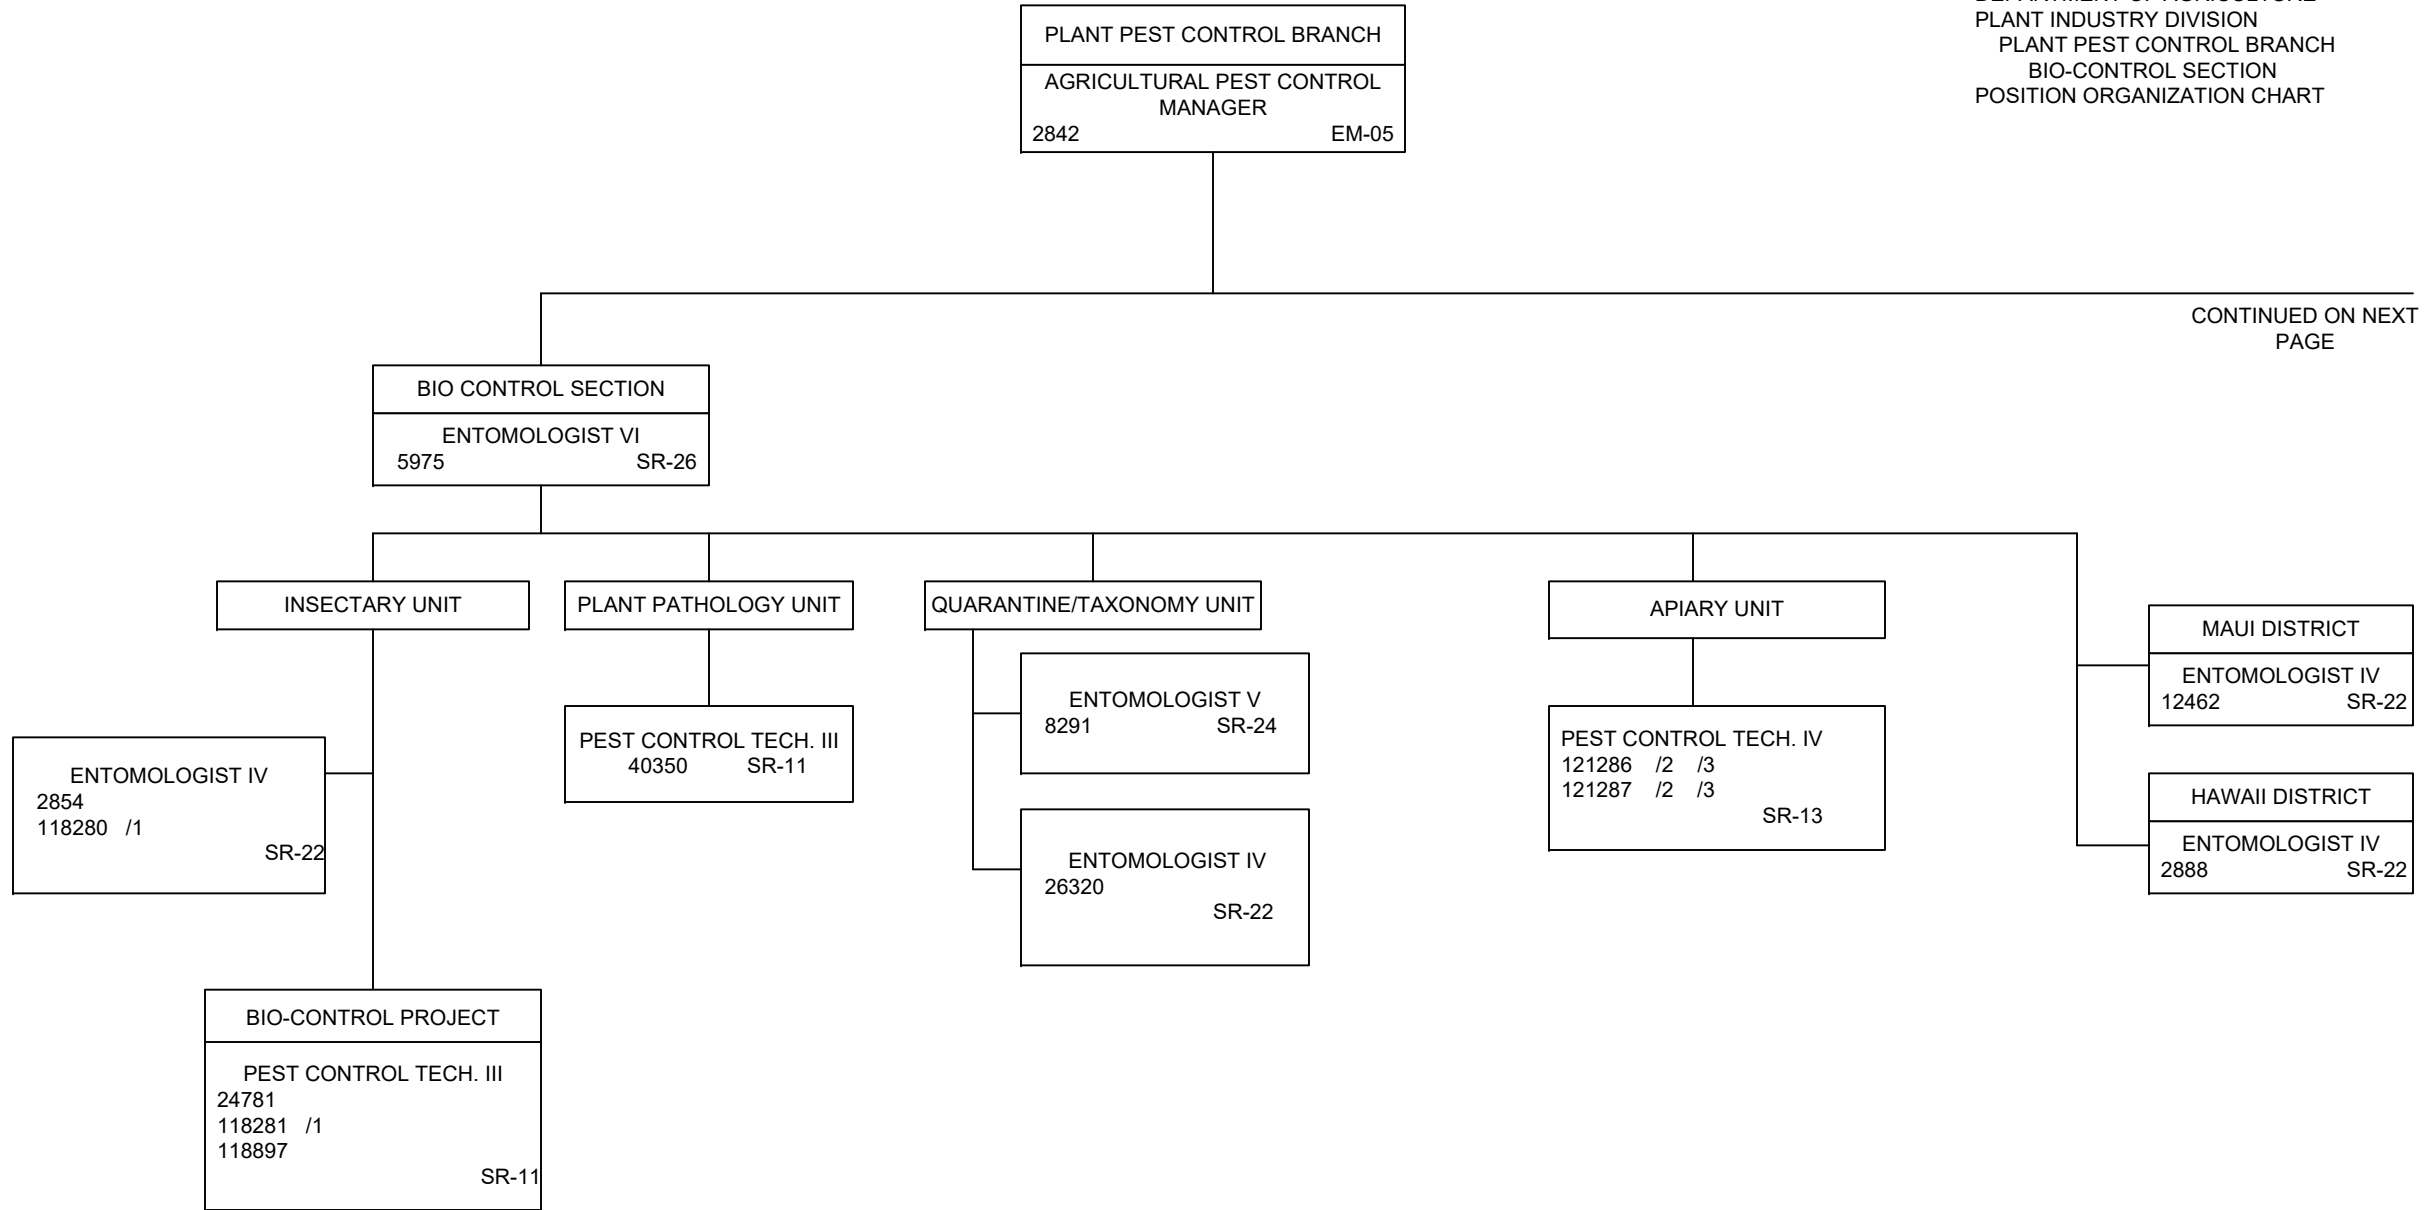 DEPARTMENT OF AGRICULTURE
PLANT INDUSTRY DIVISION
PLANT PEST CONTROL BRANCH
BIO-CONTROL SECTION
POSITION ORGANIZATION CHART
PLANT PEST CONTROL BRANCH
AGRICULTURAL PEST CONTROL
MANAGER
2842 EM-05
CONTINUED ON NEXT
PAGE
BIO CONTROL SECTION
ENTOMOLOGIST VI
5975 SR-26
INSECTARY UNIT
ENTOMOLOGIST IV
2854
118280 /1
SR-22
BIO-CONTROL PROJECT
PEST CONTROL TECH. III
24781
118281 /1
118897
SR-11
PLANT PATHOLOGY UNIT
PEST CONTROL TECH. III
40350 SR-11
QUARANTINE/TAXONOMY UNIT
ENTOMOLOGIST V
8291 SR-24
ENTOMOLOGIST IV
26320
SR-22
APIARY UNIT
PEST CONTROL TECH. IV
121286 /2 /3
121287 /2 /3
SR-13
MAUI DISTRICT
ENTOMOLOGIST IV
12462 SR-22
HAWAII DISTRICT
ENTOMOLOGIST IV
2888 SR-22